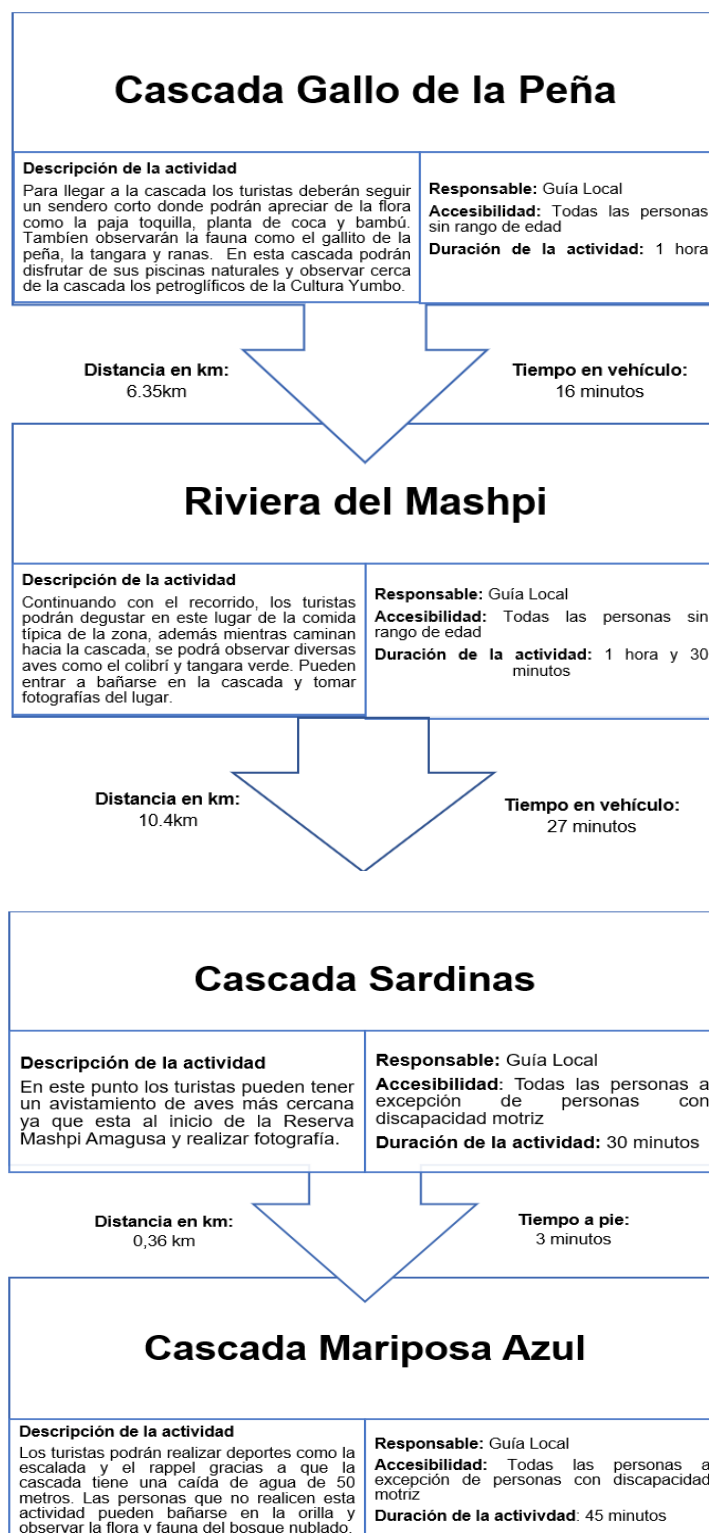 Cascada Gallo de la Peña
Descripción de la actividad
Para llegar a la cascada los turistas deberán seguir
un sendero corto donde podrán apreciar de la flora
como la paja toquilla, planta de coca y bambú.
Tambíen observarán la fauna como el gallito de la
peña, la tangara y ranas. En esta cascada podrán
disfrutar de sus piscinas naturales y observar cerca
de la cascada los petroglíficos de la Cultura Yumbo.
Responsable: Guía Local
Accesibilidad: Todas las personas
sin rango de edad
Duración de la actividad: 1 hora
Distancia en km:
6.35km
Tiempo en vehículo:
16 minutos
Riviera del Mashpi
Descripción de la actividad
Continuando con el recorrido, los turistas
podrán degustar en este lugar de la comida
típica de la zona, además mientras caminan
hacia la cascada, se podrá observar diversas
aves como el colibrí y tangara verde. Pueden
entrar a bañarse en la cascada y tomar
fotografías del lugar.
Responsable: Guía Local
Accesibilidad: Todas las personas sin
rango de edad
Duración de la actividad: 1 hora y 30
minutos
Distancia en km:
10.4km
Tiempo en vehículo:
27 minutos
Cascada Sardinas
Descripción de la actividad
En este punto los turistas pueden tener
un avistamiento de aves más cercana
ya que esta al inicio de la Reserva
Mashpi Amagusa y realizar fotografía.
Responsable: Guía Local
Accesibilidad: Todas las personas a
excepción de personas con
discapacidad motriz
Duración de la actividad: 30 minutos
Distancia en km:
0,36 km
Tiempo a pie:
3 minutos
Cascada Mariposa Azul
Descripción de la actividad
Los turistas podrán realizar deportes como la
escalada y el rappel gracias a que la
cascada tiene una caída de agua de 50
metros. Las personas que no realicen esta
actividad pueden bañarse en la orilla y
observar la flora y fauna del bosque nublado.
Responsable: Guía Local
Accesibilidad: Todas las personas a
excepción de personas con discapacidad
motriz
Duración de la activivdad: 45 minutos